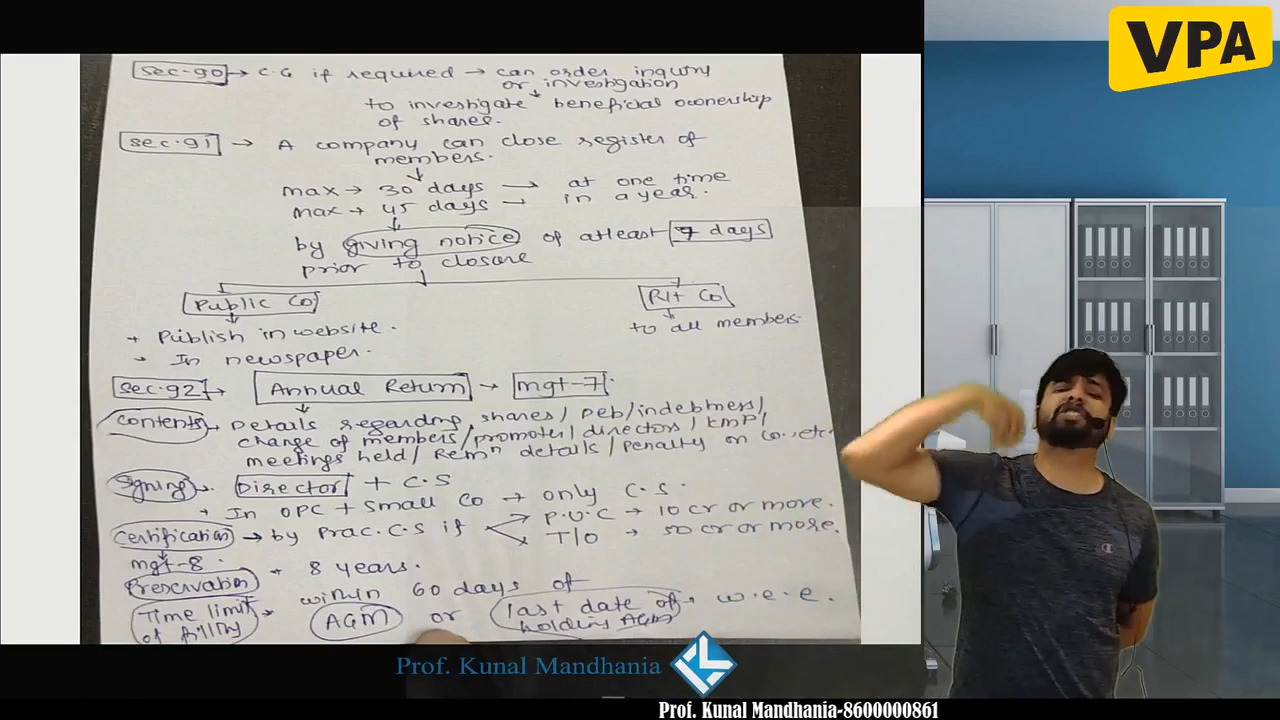 VPA
Sec-90 → C.G if required → can order inquiry
or investigation
to investigate beneficial ownership
of shares.
Sec-91 → A company can close register of
members.
max → 30 days → at one time
max → 45 days → in a year.
by giving notice of atleast 7 days
prior to closure
Public Co
Pvt Co
+ Publish in website.
to all members
- In newspaper.
Sec.92 → Annual Return → mgt-7.
Contents → Details regarding shares / Deb/indebtness/
change of members/promoter/directors/KMP/
meetings held/ Remn details / Penalty on Co. etc
Signing → Director + C.S
+ In OPC + Small Co → only C.S.
Certification → by Prac. C.S if P.U.C → 10 cr or more.
T/O → 50 cr or more.
mgt-8.
Preservation + 8 years.
Time limit of filling → within 60 days of
AGM or last date of holding AGM w.e.e.
Prof. Kunal Mandhania
Prof. Kunal Mandhania-8600000861